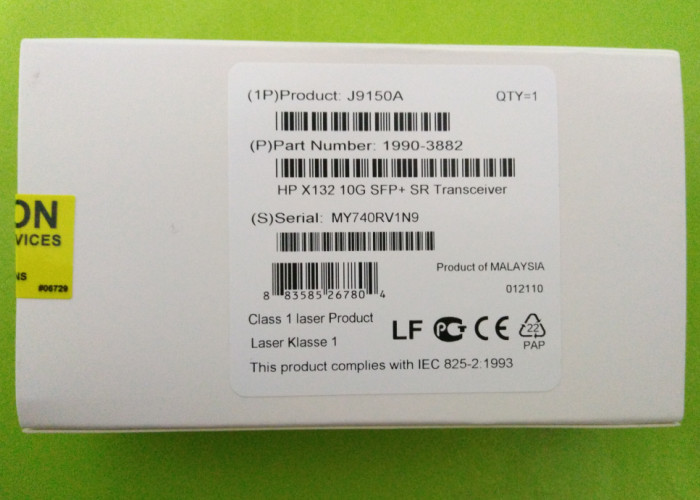 (1P)Product: J9150A QTY=1
(P)Part Number: 1990-3882
HP X132 10G SFP+ SR Transceiver
(S)Serial: MY740RV1N9
Product of MALAYSIA
8 83585 26780 4
012110
Class 1 laser Product
Laser Klasse 1
LF PG CE 22
PAP
This product complies with IEC 825-2:1993
ON
VICES
NS
#06729